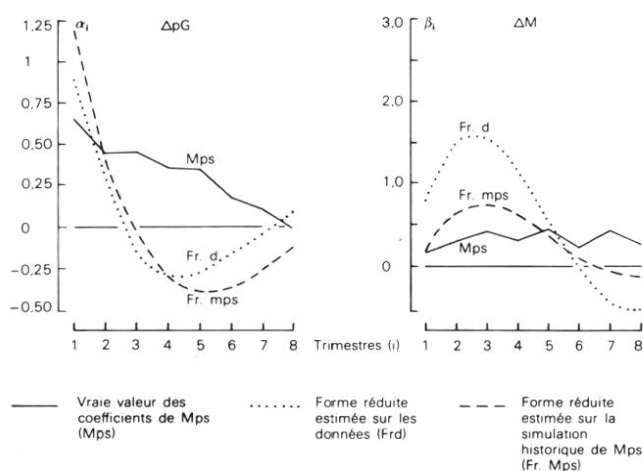 αi ΔpG
1,25
1
0,75
0,50
0,25
0
−0,25
−0,50
Mps
Fr. d
Fr. mps
1 2 3 4 5 6 7 8
Trimestres (i)
3,0
βi ΔM
2,0
1,0
0
Fr. d
Fr. mps
Mps
1 2 3 4 5 6 7 8
Vraie valeur des
coefficients de Mps
(Mps)
Forme réduite
estimée sur les
données (Frd)
Forme réduite
estimée sur la
simulation
historique de Mps
(Fr. Mps)